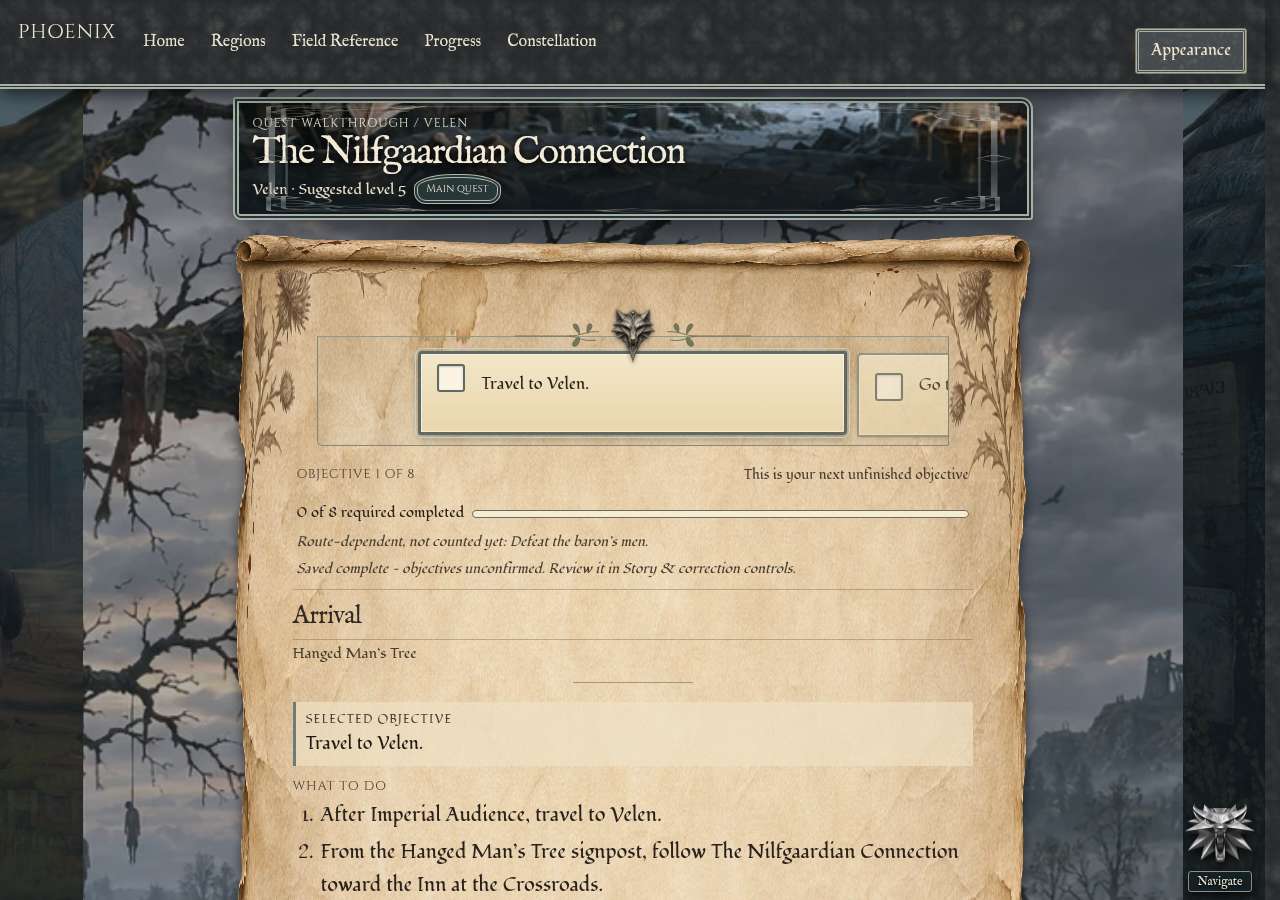 PHOENIX
Home
Regions
Field Reference
Progress
Constellation
Appearance
QUEST WALKTHROUGH / VELEN
The Nilfgaardian Connection
Velen · Suggested level 5
MAIN QUEST
Travel to Velen.
Go t
OBJECTIVE 1 OF 8
This is your next unfinished objective
0 of 8 required completed
Route-dependent, not counted yet: Defeat the baron's men.
Saved complete - objectives unconfirmed. Review it in Story & correction controls.
Arrival
Hanged Man's Tree
SELECTED OBJECTIVE
Travel to Velen.
WHAT TO DO
1. After Imperial Audience, travel to Velen.
2. From the Hanged Man's Tree signpost, follow The Nilfgaardian Connection
toward the Inn at the Crossroads.
Navigate